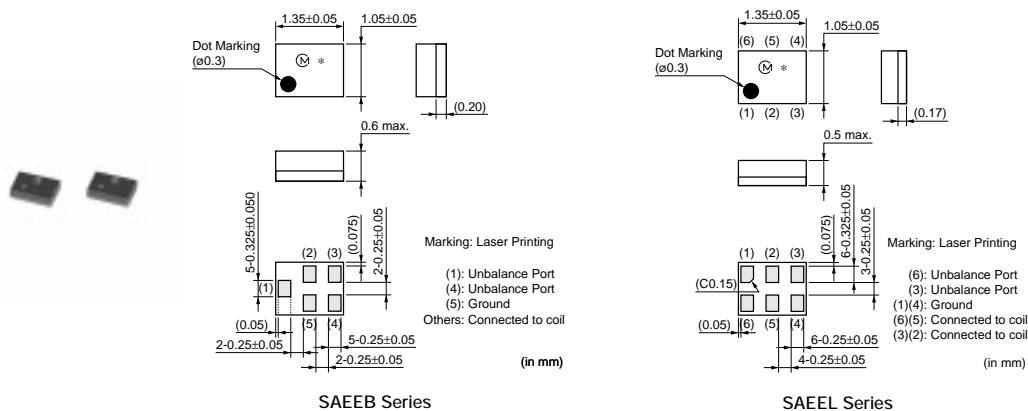 1.35±0.05
1.05±0.05
Dot Marking
(ø0.3)
M *
(0.20)
0.6 max.
5-0.325±0.050
(0.075)
2-0.25±0.05
(2) (3)
(1)
(5) (4)
(0.05)
2-0.25±0.05
5-0.25±0.05
2-0.25±0.05
Marking: Laser Printing
(1): Unbalance Port
(4): Unbalance Port
(5): Ground
Others: Connected to coil
(in mm)
SAEEB Series
1.35±0.05
1.05±0.05
(6) (5) (4)
Dot Marking
(ø0.3)
M *
(1) (2) (3)
(0.17)
0.5 max.
(0.075)
6-0.325±0.05
3-0.25±0.05
(1) (2) (3)
(C0.15)
(0.05)
(6) (5) (4)
6-0.25±0.05
4-0.25±0.05
Marking: Laser Printing
(6): Unbalance Port
(3): Unbalance Port
(1)(4): Ground
(6)(5): Connected to coil
(3)(2): Connected to coil
(in mm)
SAEEL Series